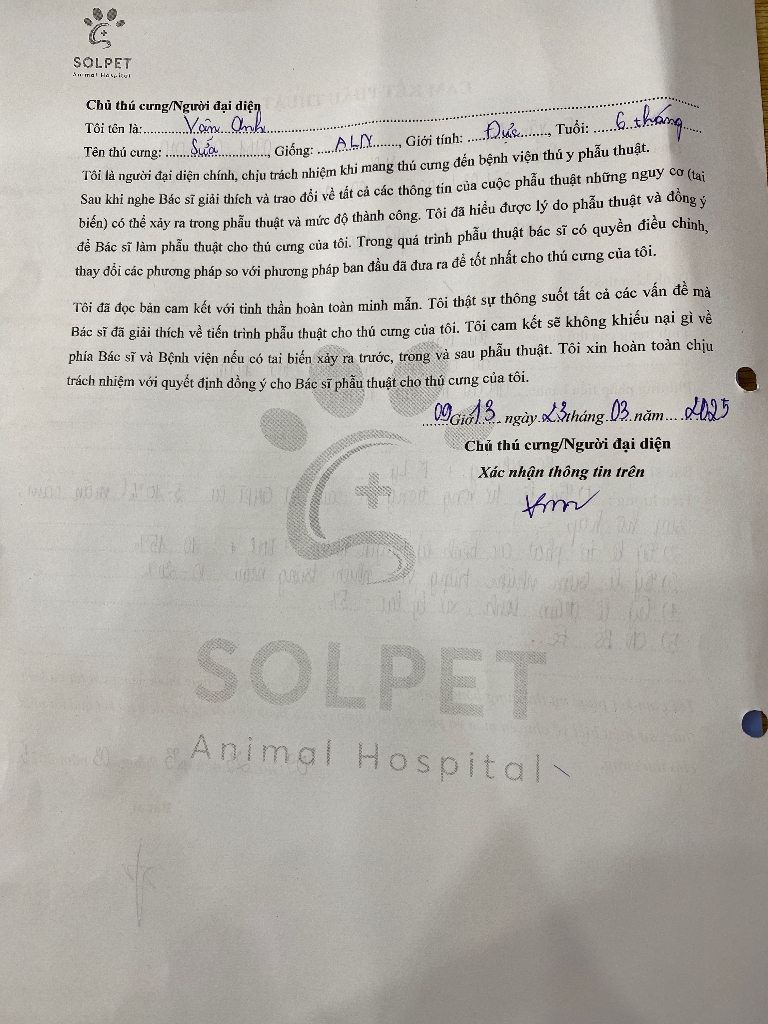 SOLPET
Animal Hospital
Chủ thú cưng/Người đại diện
Tôi tên là: Vân Anh
Tên thú cưng: Sữa, Giống: ALN, Giới tính: Đực, Tuổi: 6 tháng
Tôi là người đại diện chính, chịu trách nhiệm khi mang thú cưng đến bệnh viện thú y phẫu thuật.
Sau khi nghe Bác sĩ giải thích và trao đổi về tất cả các thông tin của cuộc phẫu thuật những nguy cơ (tai
biến) có thể xảy ra trong phẫu thuật và mức độ thành công. Tôi đã hiểu được lý do phẫu thuật và đồng ý
để Bác sĩ làm phẫu thuật cho thú cưng của tôi. Trong quá trình phẫu thuật bác sĩ có quyền điều chỉnh,
thay đổi các phương pháp so với phương pháp ban đầu đã đưa ra để tốt nhất cho thú cưng của tôi.
Tôi đã đọc bản cam kết với tinh thần hoàn toàn minh mẫn. Tôi thật sự thông suốt tất cả các vấn đề mà
Bác sĩ đã giải thích về tiến trình phẫu thuật cho thú cưng của tôi. Tôi cam kết sẽ không khiếu nại gì về
phía Bác sĩ và Bệnh viện nếu có tai biến xảy ra trước, trong và sau phẫu thuật. Tôi xin hoàn toàn chịu
trách nhiệm với quyết định đồng ý cho Bác sĩ phẫu thuật cho thú cưng của tôi.
09 Giờ 13 ngày 23 tháng 03 năm 2025
Chủ thú cưng/Người đại diện
Xác nhận thông tin trên
SOLPET
Animal Hospital